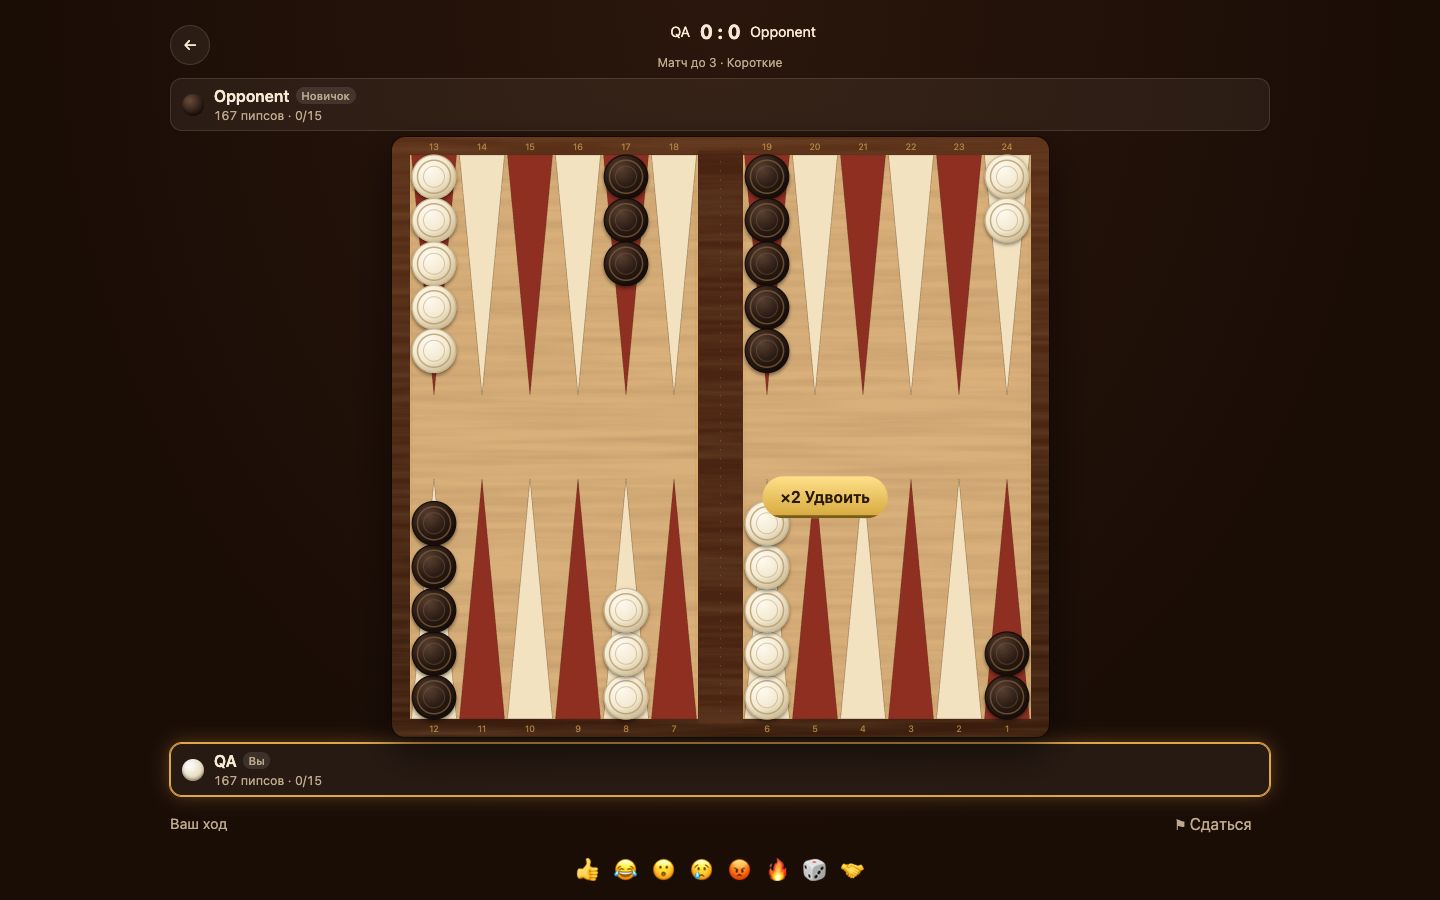 QA 0 : 0 Opponent
Матч до 3 · Короткие
Opponent Новичок
167 пипсов · 0/15
13 14 15 16 17 18 19 20 21 22 23 24
×2 Удвоить
12 11 10 9 8 7 6 5 4 3 2 1
QA Вы
167 пипсов · 0/15
Ваш ход
Сдаться